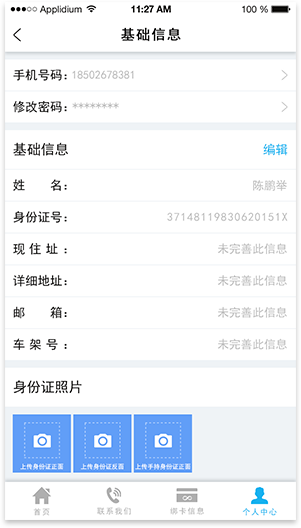 Applidium 11:27 AM 100 %
基础信息
手机号码：18502678381
修改密码：********
基础信息 编辑
姓 名： 陈鹏举
身份证号： 37148119830620151X
现 住 址 ： 未完善此信息
详细地址： 未完善此信息
邮 箱： 未完善此信息
车 架 号 ： 未完善此信息
身份证照片
上传身份证正面 上传身份证反面 上传手持身份证正面
首页 联系我们 绑卡信息 个人中心